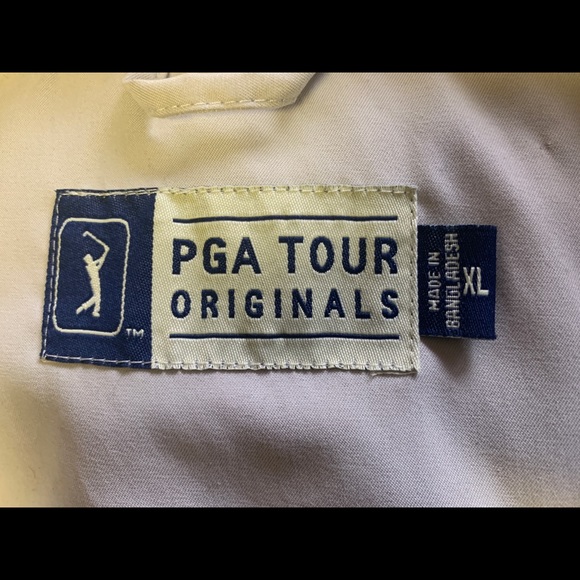 PGA TOUR
ORIGINALS
TM
MADE IN
BANGLADESH
XL